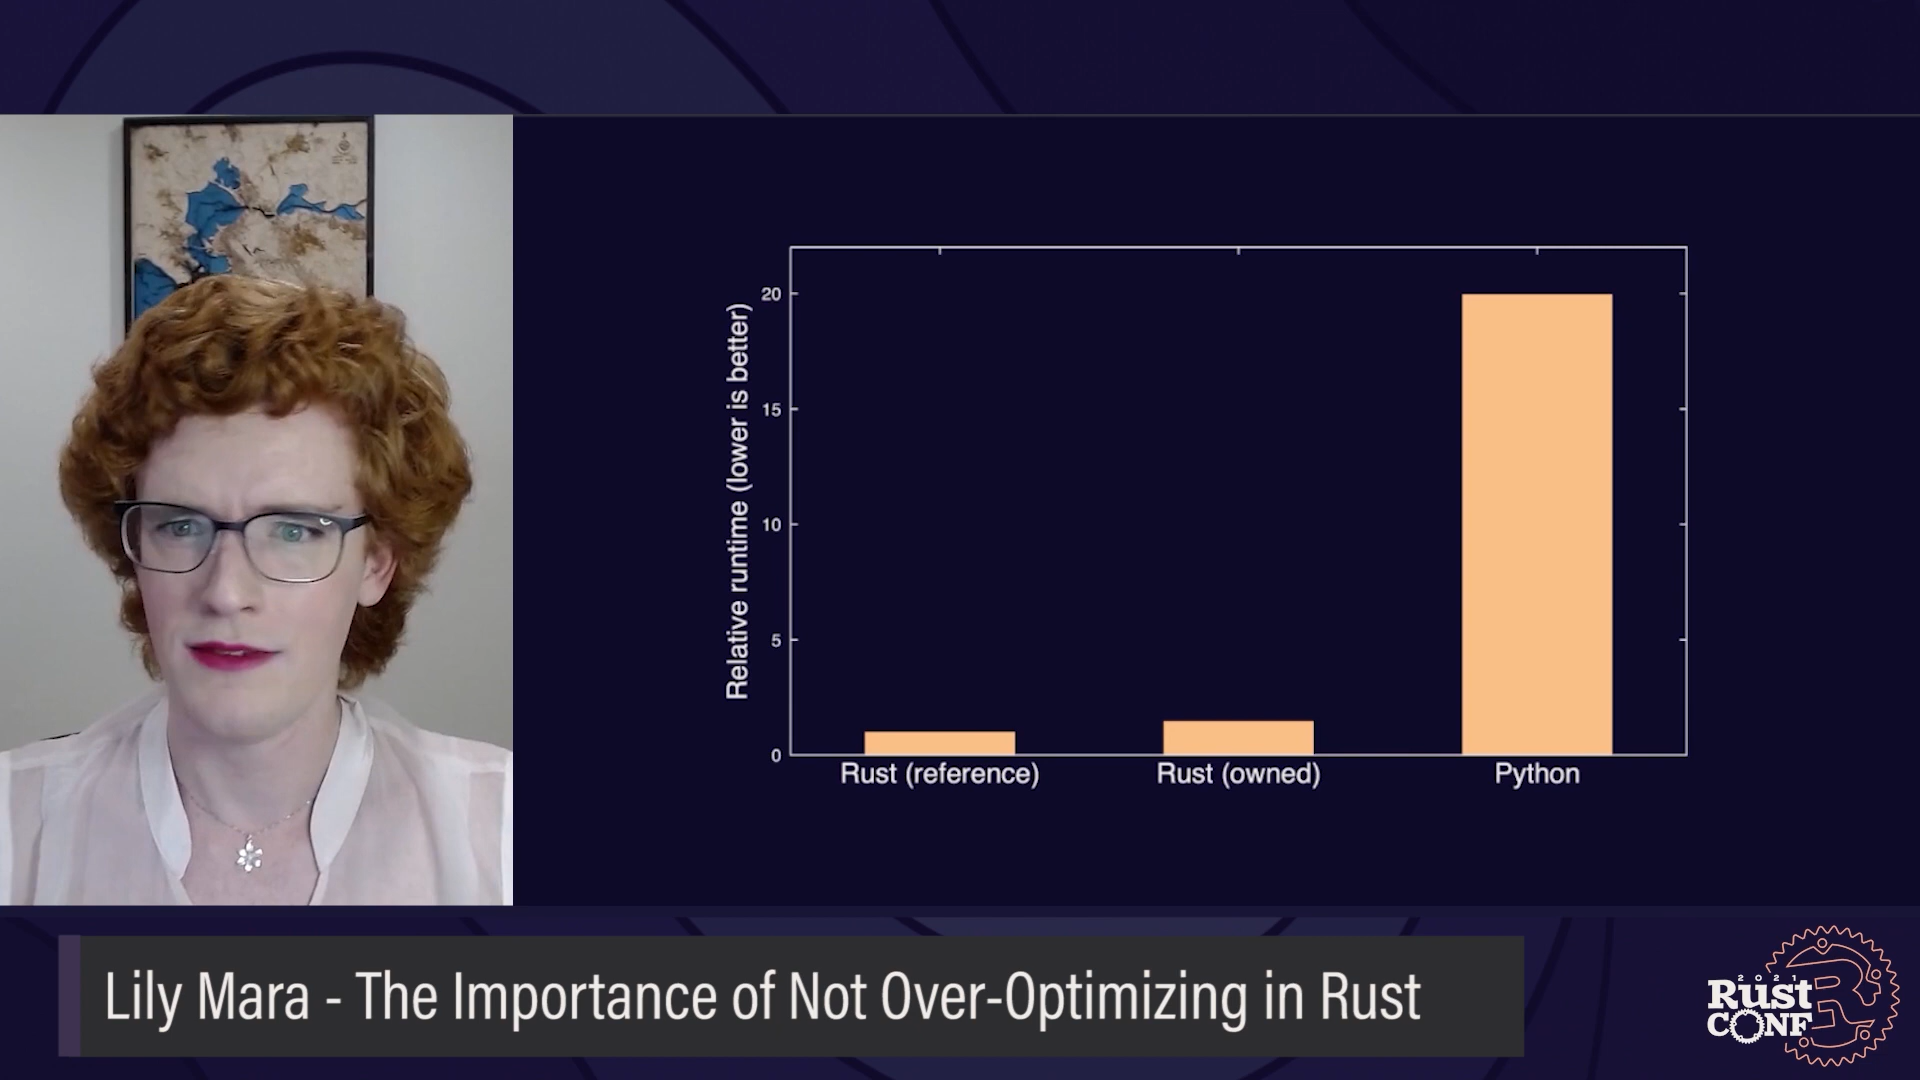 Relative runtime (lower is better)
20
15
10
5
0
Rust (reference)
Rust (owned)
Python
Lily Mara - The Importance of Not Over-Optimizing in Rust
2021
Rust
CONF
R